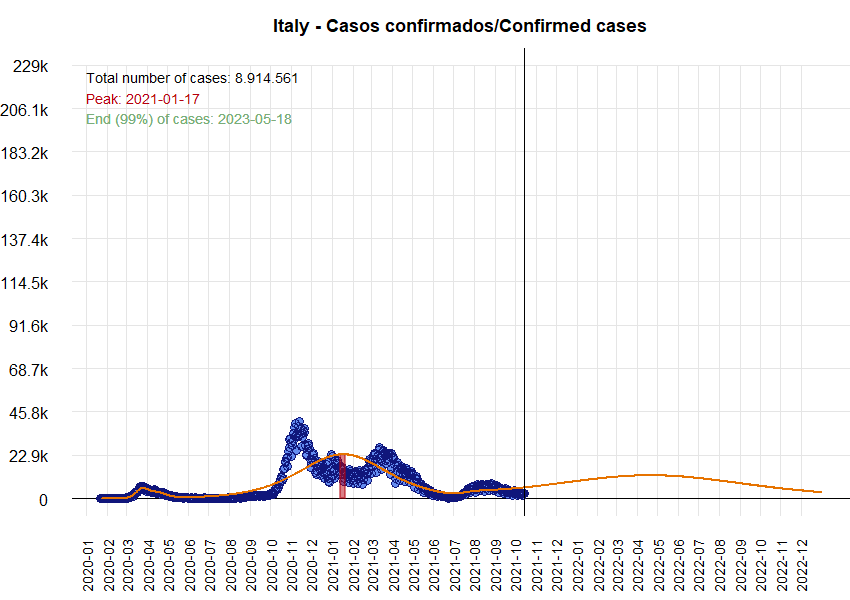 Italy - Casos confirmados/Confirmed cases
229k
206.1k
183.2k
160.3k
137.4k
114.5k
91.6k
68.7k
45.8k
22.9k
0
Total number of cases: 8.914.561
Peak: 2021-01-17
End (99%) of cases: 2023-05-18
2020-01
2020-02
2020-03
2020-04
2020-05
2020-06
2020-07
2020-08
2020-09
2020-10
2020-11
2020-12
2021-01
2021-02
2021-03
2021-04
2021-05
2021-06
2021-07
2021-08
2021-09
2021-10
2021-11
2021-12
2022-01
2022-02
2022-03
2022-04
2022-05
2022-06
2022-07
2022-08
2022-09
2022-10
2022-11
2022-12